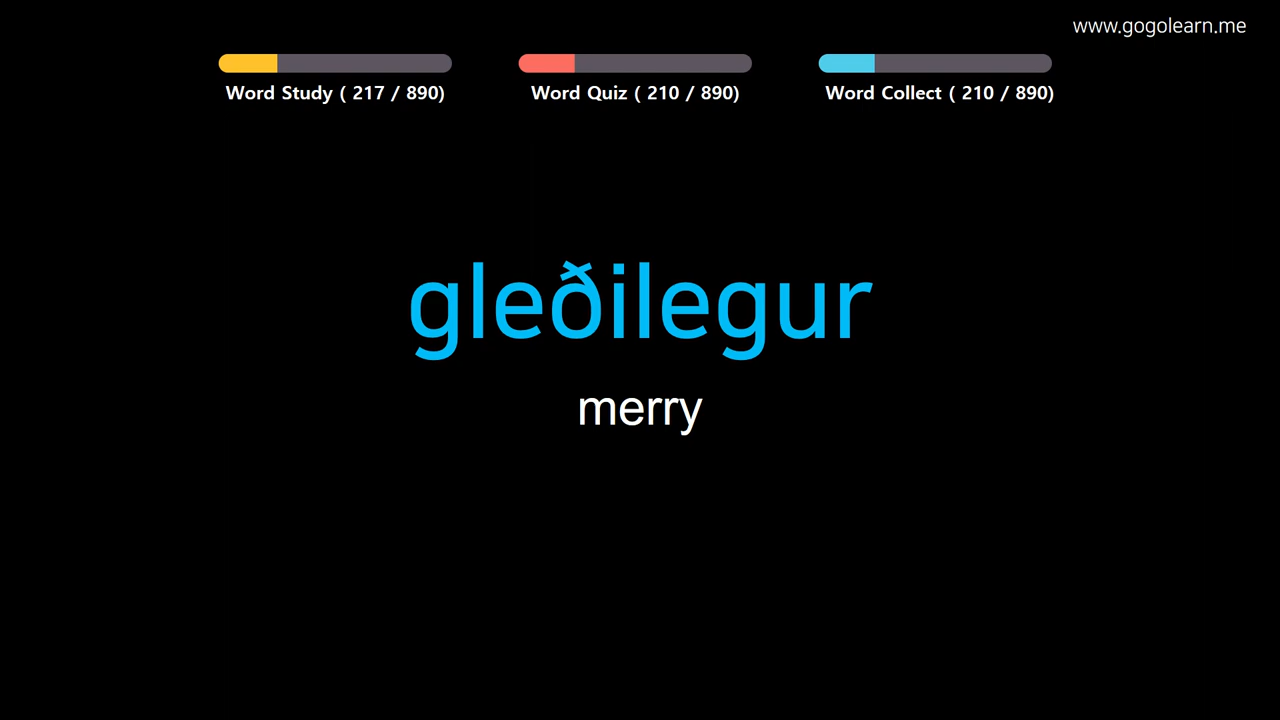 www.gogolearn.me
Word Study ( 217 / 890)
Word Quiz ( 210 / 890)
Word Collect ( 210 / 890)
gleðilegur
merry